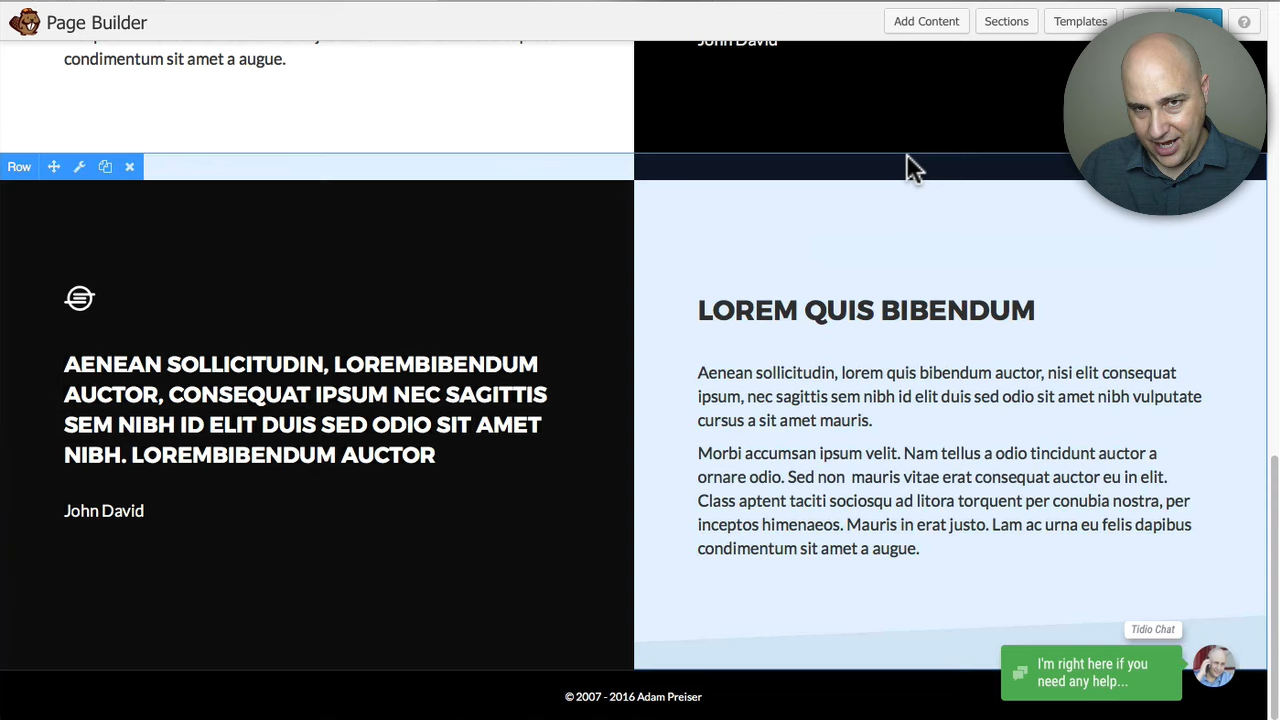 Page Builder
Add Content
Sections
Templates
?
condimentum sit amet a augue.
John David
Row
LOREM QUIS BIBENDUM
AENEAN SOLLICITUDIN, LOREMBIBENDUM
AUCTOR, CONSEQUAT IPSUM NEC SAGITTIS
SEM NIBH ID ELIT DUIS SED ODIO SIT AMET
NIBH. LOREMBIBENDUM AUCTOR
John David
Aenean sollicitudin, lorem quis bibendum auctor, nisi elit consequat
ipsum, nec sagittis sem nibh id elit duis sed odio sit amet nibh vulputate
cursus a sit amet mauris.
Morbi accumsan ipsum velit. Nam tellus a odio tincidunt auctor a
ornare odio. Sed non mauris vitae erat consequat auctor eu in elit.
Class aptent taciti sociosqu ad litora torquent per conubia nostra, per
inceptos himenaeos. Mauris in erat justo. Lam ac urna eu felis dapibus
condimentum sit amet a augue.
Tidio Chat
I'm right here if you
need any help...
© 2007 - 2016 Adam Preiser